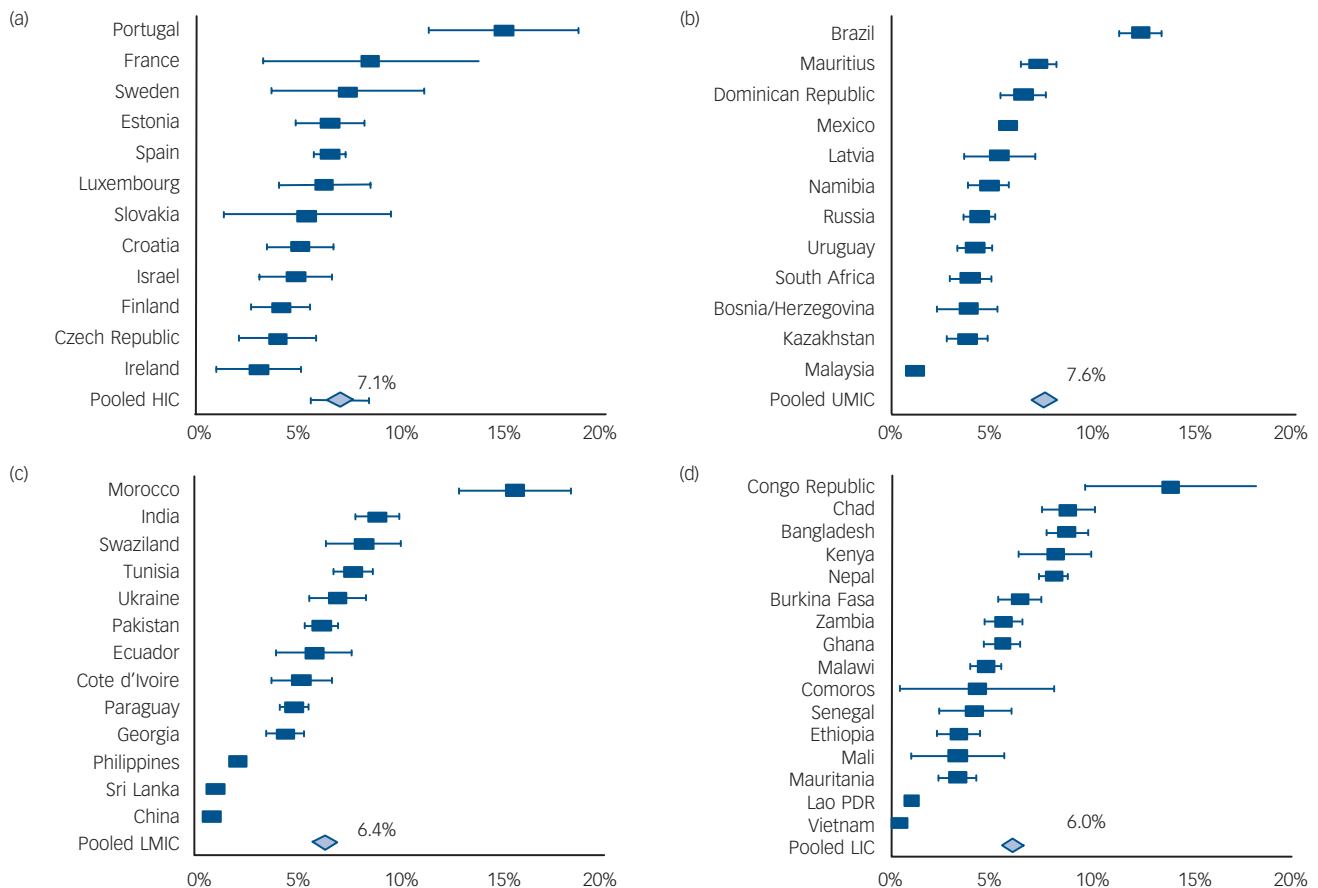 (a)
Portugal
France
Sweden
Estonia
Spain
Luxembourg
Slovakia
Croatia
Israel
Finland
Czech Republic
Ireland
Pooled HIC
7.1%
0% 5% 10% 15% 20%
(b)
Brazil
Mauritius
Dominican Republic
Mexico
Latvia
Namibia
Russia
Uruguay
South Africa
Bosnia/Herzegovina
Kazakhstan
Malaysia
Pooled UMIC
7.6%
0% 5% 10% 15% 20%
(c)
Morocco
India
Swaziland
Tunisia
Ukraine
Pakistan
Ecuador
Cote d’Ivoire
Paraguay
Georgia
Philippines
Sri Lanka
China
Pooled LMIC
6.4%
0% 5% 10% 15% 20%
(d)
Congo Republic
Chad
Bangladesh
Kenya
Nepal
Burkina Fasa
Zambia
Ghana
Malawi
Comoros
Senegal
Ethiopia
Mali
Mauritania
Lao PDR
Vietnam
Pooled LIC
6.0%
0% 5% 10% 15% 20%